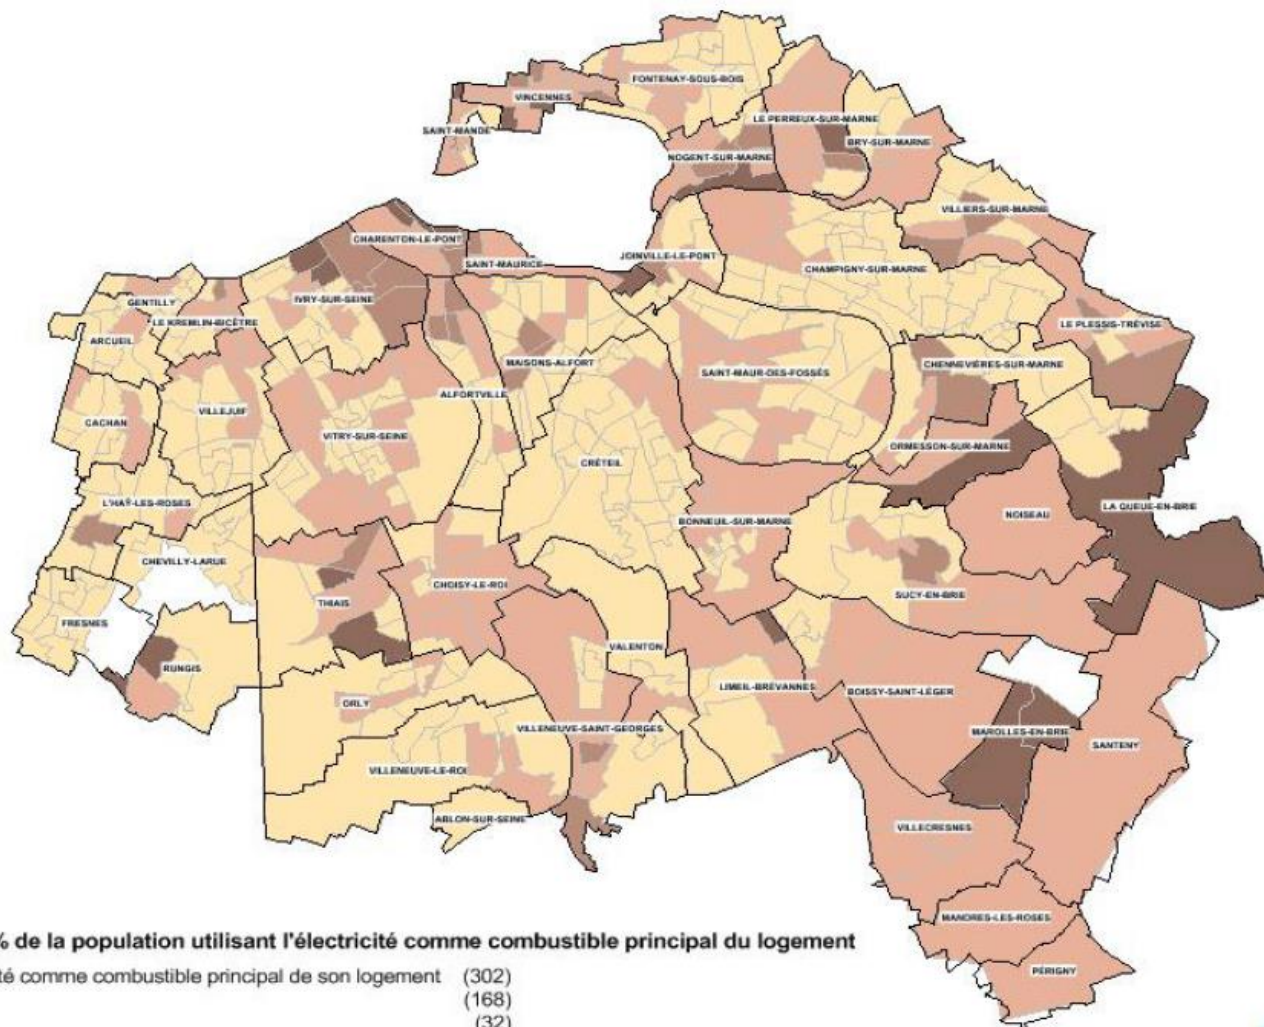 FONTENAY-SOUS-BOIS
VINCENNES
LE PERREUX-SUR-MARNE
SAINT-MANDÉ
BRY-SUR-MARNE
NOGENT-SUR-MARNE
VILLIERS-SUR-MARNE
CHARENTON-LE-PONT
SAINT-MAURICE
JOINVILLE-LE-PONT
CHAMPIGNY-SUR-MARNE
GENTILLY
IVRY-SUR-SEINE
LE KREMLIN-BICÊTRE
LE PLESSIS-TRÉVISE
ARCUEIL
MAISONS-ALFORT
CHENNEVIÈRES-SUR-MARNE
SAINT-MAUR-DES-FOSSÉS
ALFORTVILLE
VILLEJUIF
CACHAN
VITRY-SUR-SEINE
ORMESSON-SUR-MARNE
CRÉTEIL
L'HAŸ-LES-ROSES
LA QUEUE-EN-BRIE
NOISEAU
BONNEUIL-SUR-MARNE
CHEVILLY-LARUE
CHOISY-LE-ROI
SUCY-EN-BRIE
THIAIS
FRESNES
VALENTON
RUNGIS
LIMEIL-BRÉVANNES
BOISSY-SAINT-LÉGER
ORLY
VILLENEUVE-SAINT-GEORGES
MAROLLES-EN-BRIE
SANTENY
VILLENEUVE-LE-ROI
ABLON-SUR-SEINE
VILLECRESNES
MANDRES-LES-ROSES
PÉRIGNY
% de la population utilisant l'électricité comme combustible principal du logement
té comme combustible principal de son logement (302)
(168)
(32)